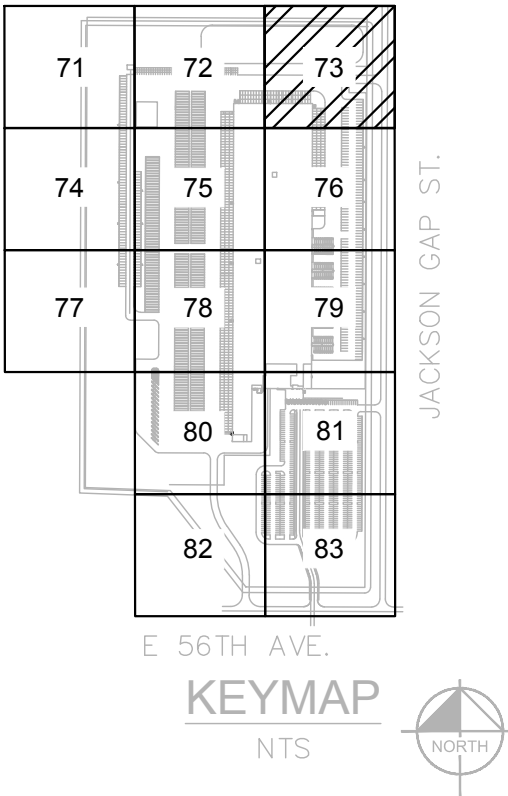 71 72 73
74 75 76
77 78 79
80 81
82 83
JACKSON GAP ST.
E 56TH AVE.
KEYMAP
NTS
NORTH